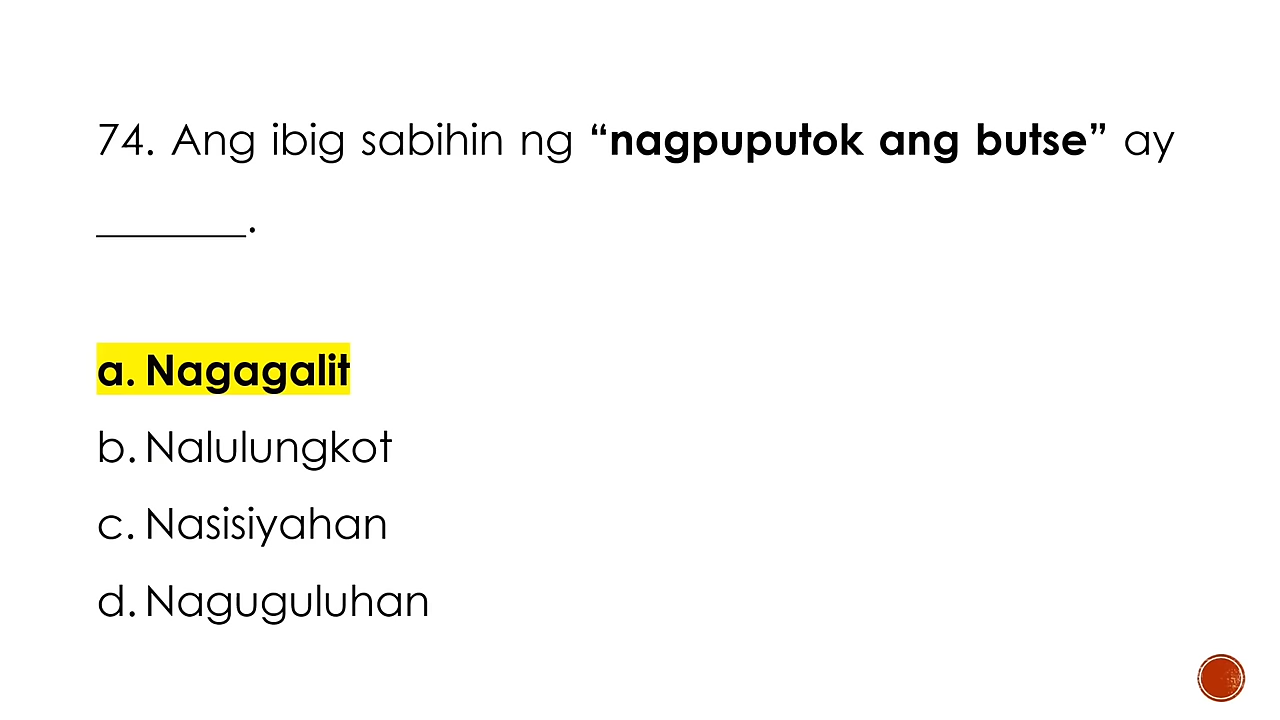 74. Ang ibig sabihin ng “nagpuputok ang butse” ay
_______.
a. Nagagalit
b. Nalulungkot
c. Nasisiyahan
d. Naguguluhan